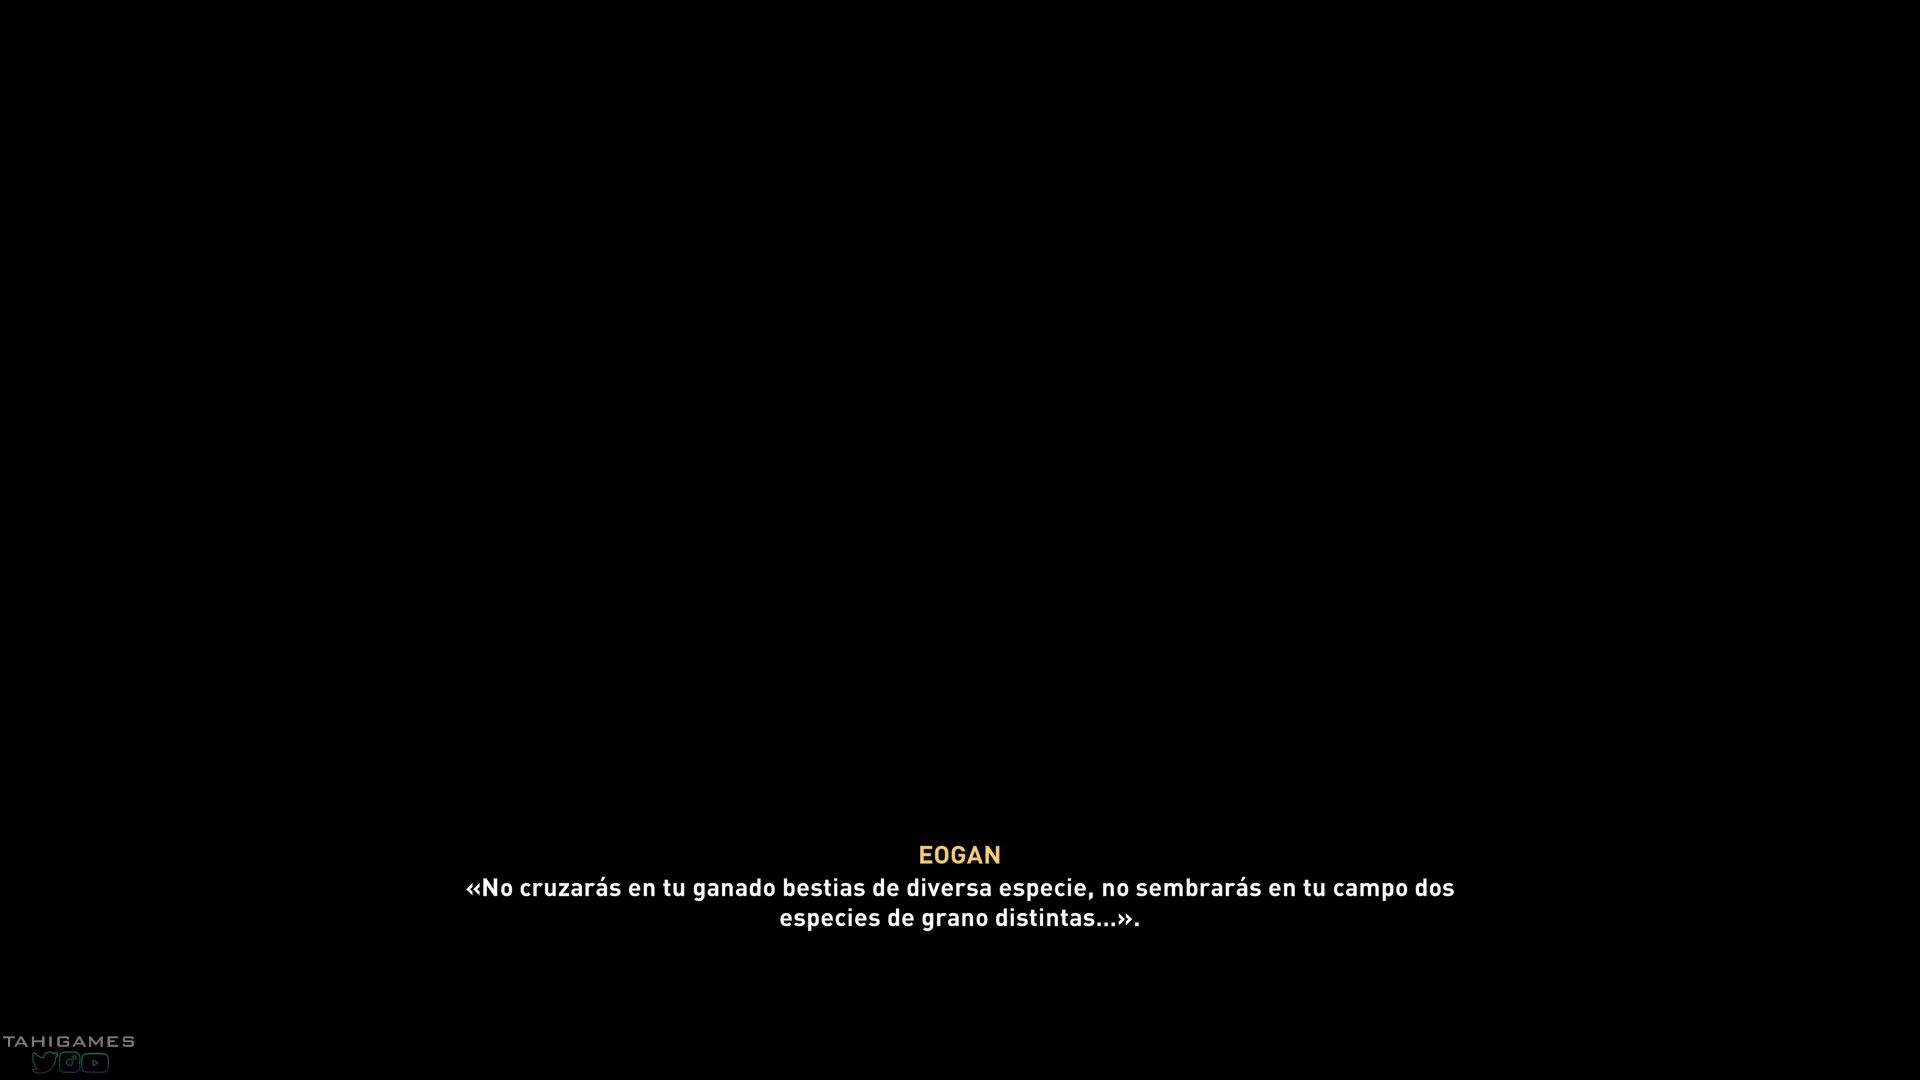 EOGAN
«No cruzarás en tu ganado bestias de diversa especie, no sembrarás en tu campo dos
especies de grano distintas...».
TAHIGAMES